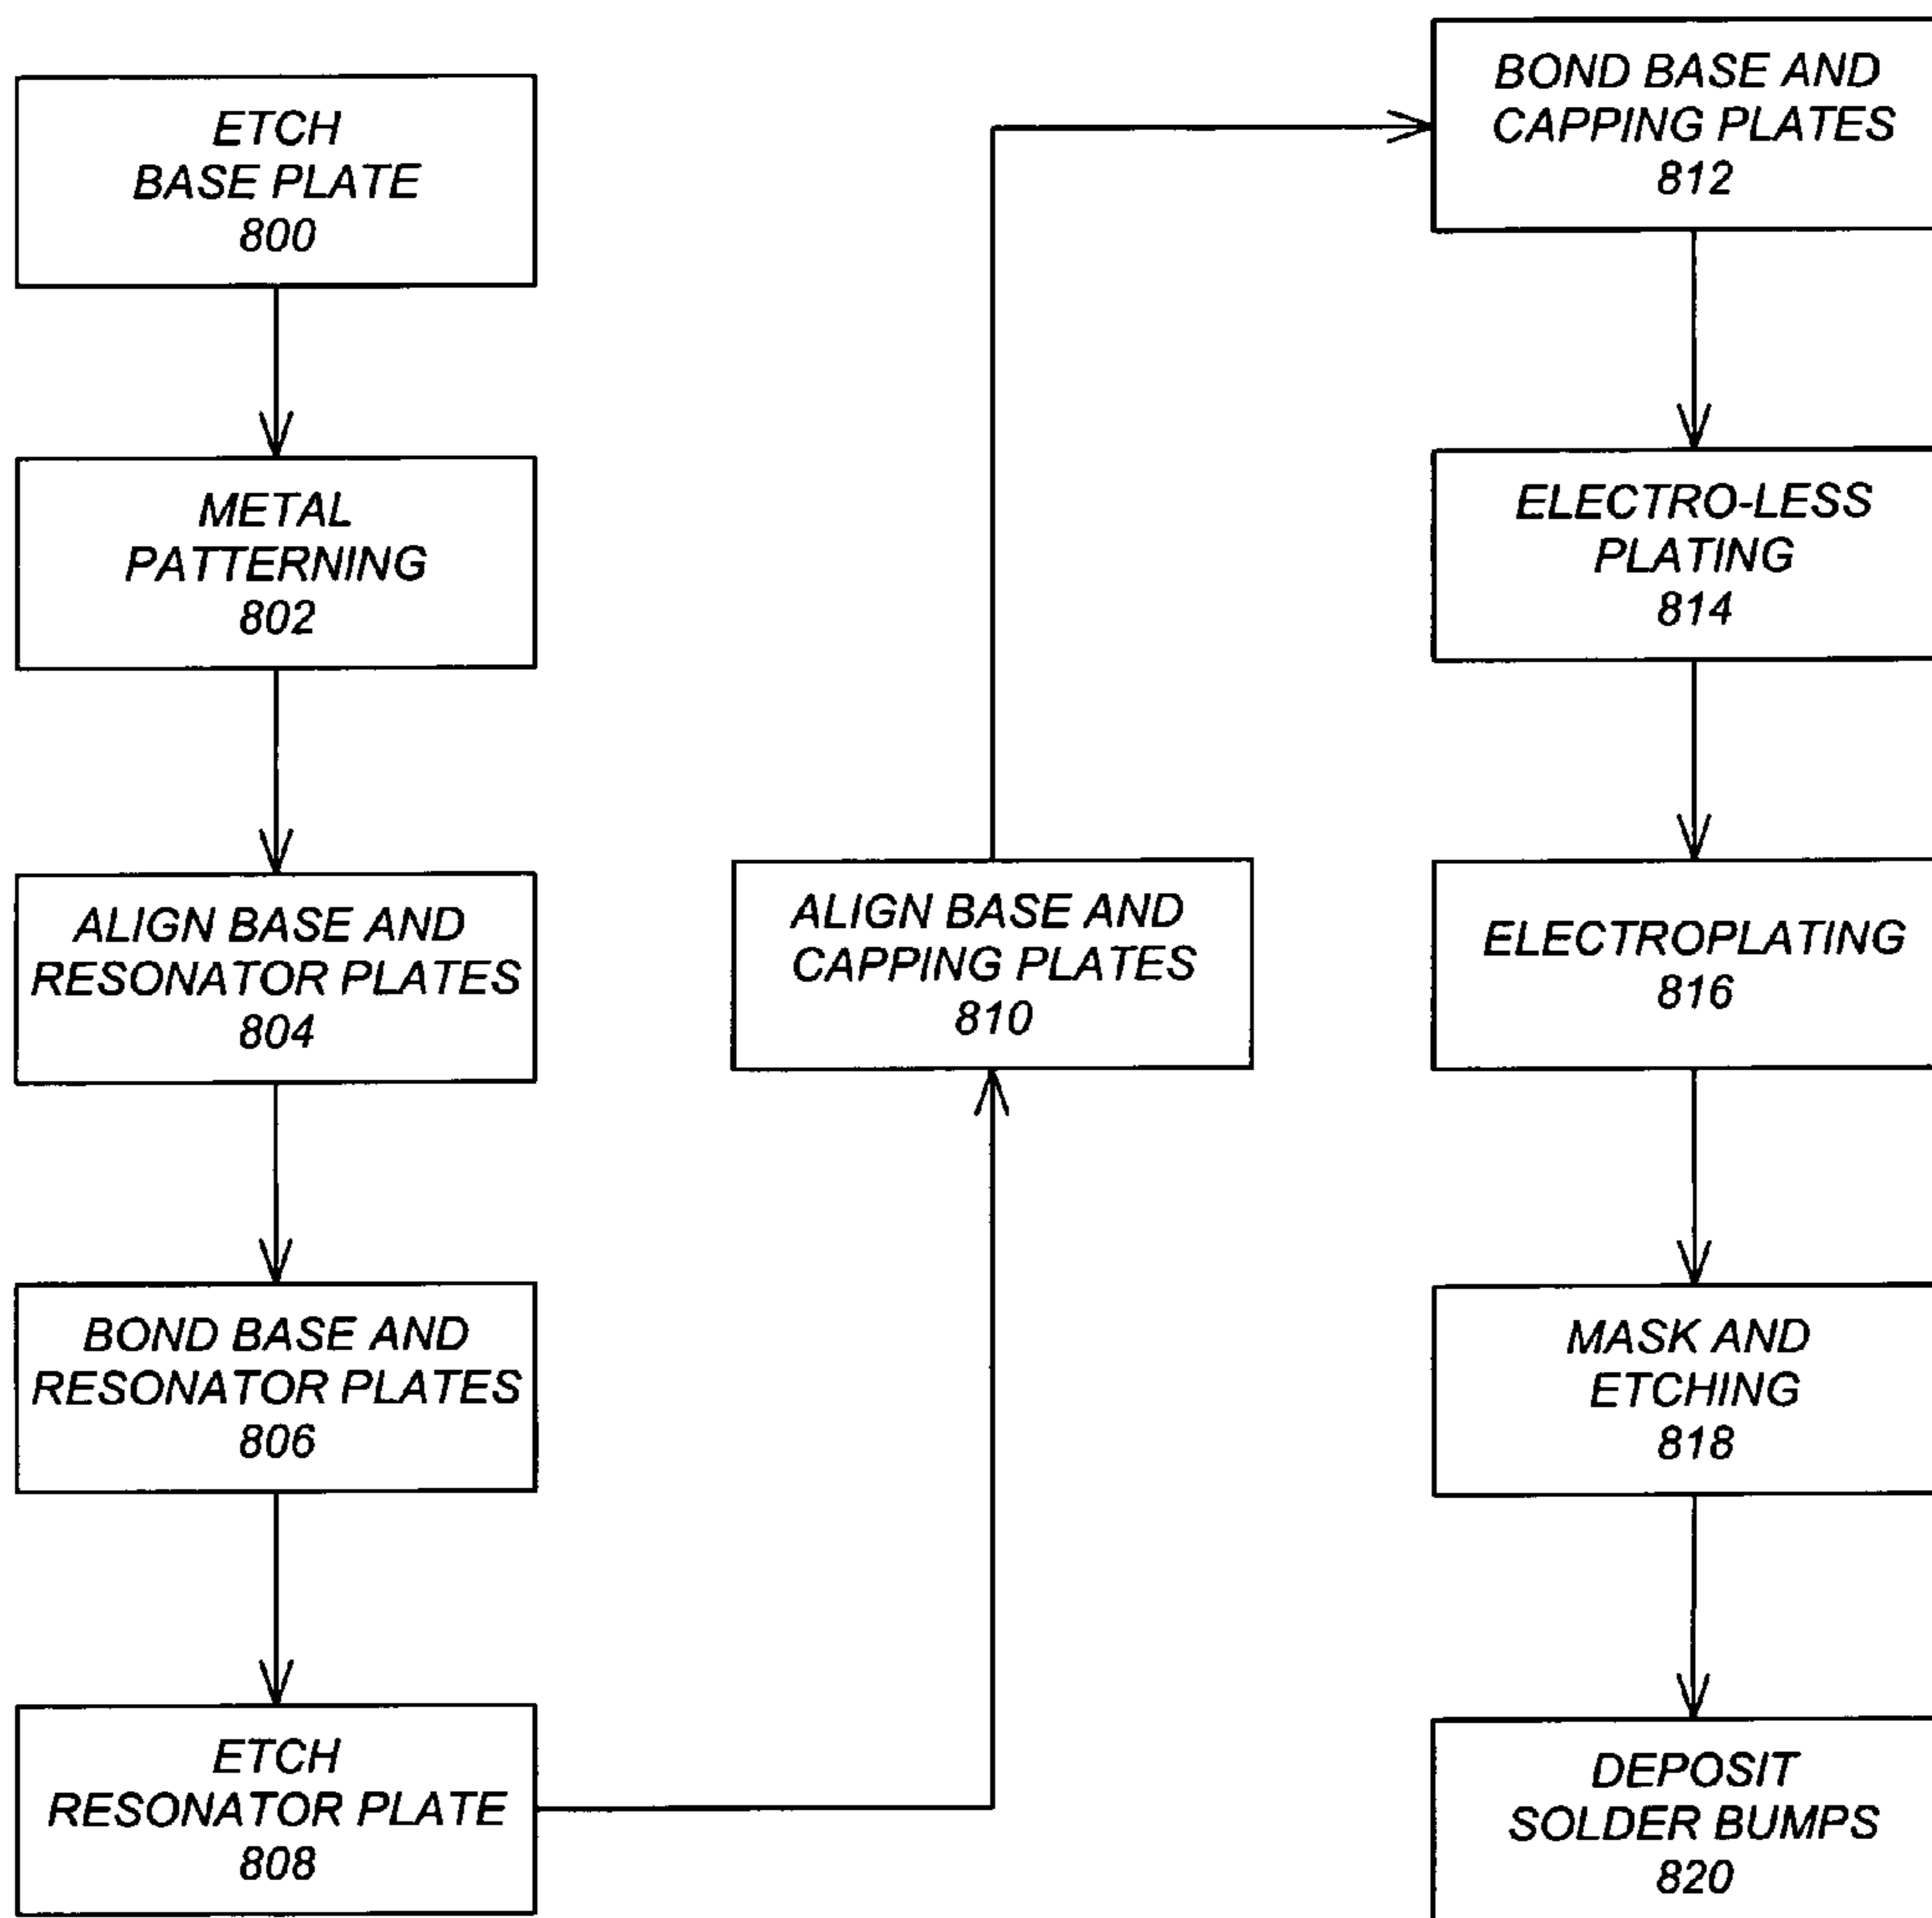 ETCH
BASE PLATE
800
METAL
PATTERNING
802
ALIGN BASE AND
RESONATOR PLATES
804
BOND BASE AND
RESONATOR PLATES
806
ETCH
RESONATOR PLATE
808
ALIGN BASE AND
CAPPING PLATES
810
BOND BASE AND
CAPPING PLATES
812
ELECTRO-LESS
PLATING
814
ELECTROPLATING
816
MASK AND
ETCHING
818
DEPOSIT
SOLDER BUMPS
820